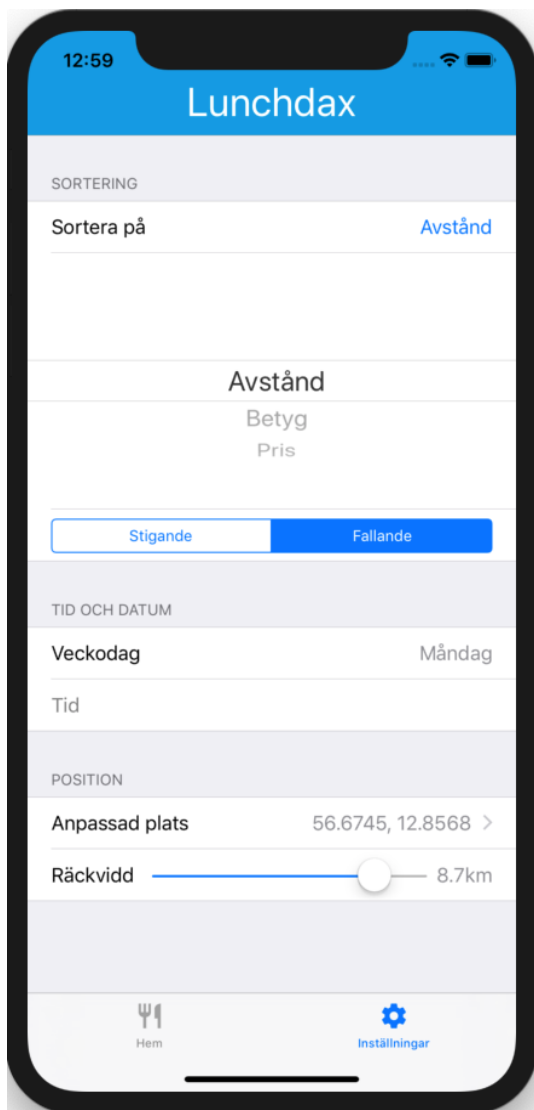 12:59
Lunchdax
SORTERING
Sortera på Avstånd
Avstånd
Betyg
Pris
Stigande Fallande
TID OCH DATUM
Veckodag Måndag
Tid
POSITION
Anpassad plats 56.6745, 12.8568
Räckvidd 8.7km
Hem Inställningar